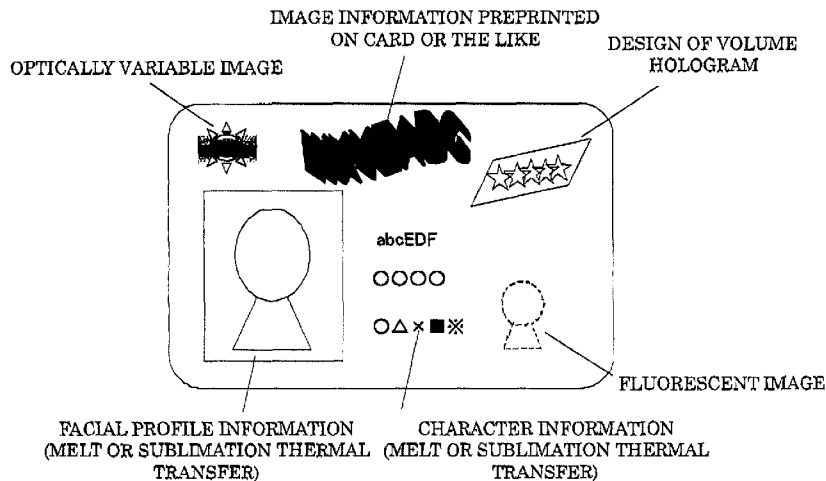 IMAGE INFORMATION PREPRINTED
ON CARD OR THE LIKE
DESIGN OF VOLUME
HOLOGRAM
OPTICALLY VARIABLE IMAGE
abcEDF
○○○○
○△×■※
FLUORESCENT IMAGE
FACIAL PROFILE INFORMATION
(MELT OR SUBLIMATION THERMAL
TRANSFER)
CHARACTER INFORMATION
(MELT OR SUBLIMATION THERMAL
TRANSFER)